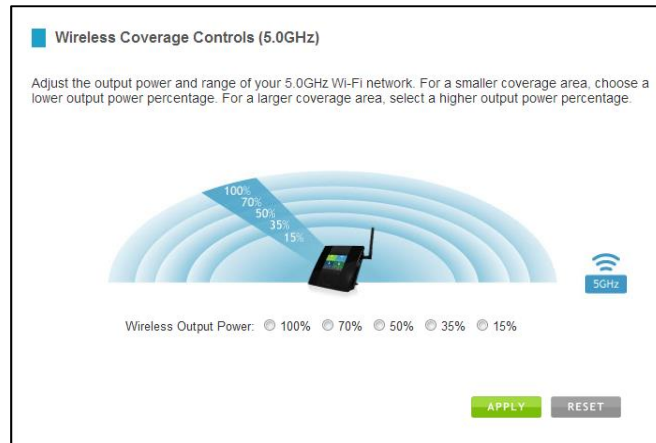 Wireless Coverage Controls (5.0GHz)
Adjust the output power and range of your 5.0GHz Wi-Fi network. For a smaller coverage area, choose a
lower output power percentage. For a larger coverage area, select a higher output power percentage.
100%
70%
50%
35%
15%
5GHz
Wireless Output Power: 100% 70% 50% 35% 15%
APPLY RESET